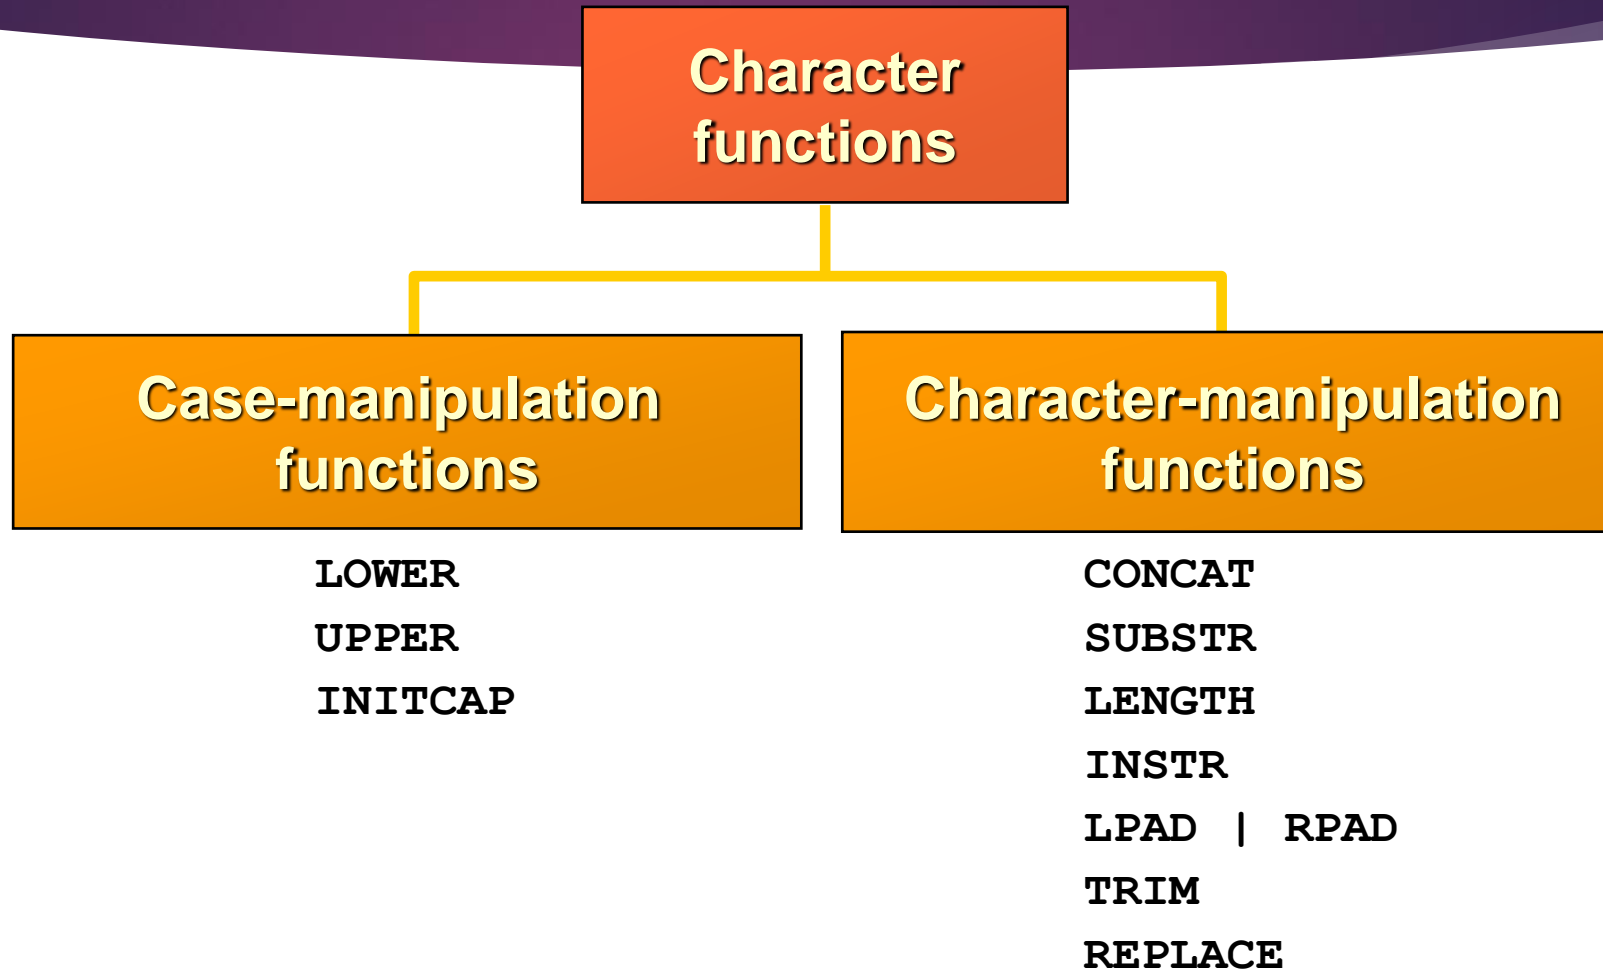 Character
functions
Case-manipulation
functions
Character-manipulation
functions
LOWER
UPPER
INITCAP
CONCAT
SUBSTR
LENGTH
INSTR
LPAD | RPAD
TRIM
REPLACE